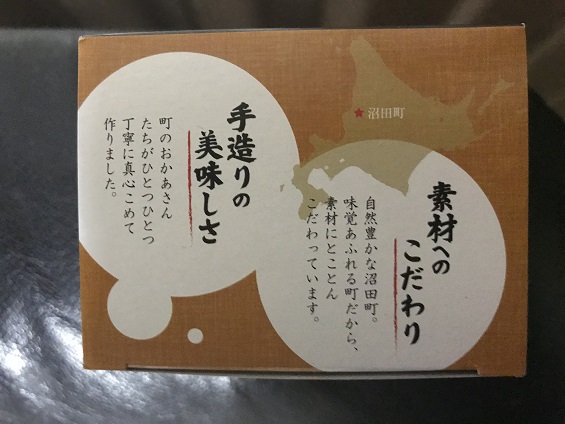 沼田町
素材への
こだわり
自然豊かな沼田町。
味覚あふれる町だから、
素材にとことん
こだわっています。
手造りの
美味しさ
町のおかあさん
たちがひとつひとつ
丁寧に真心こめて
作りました。